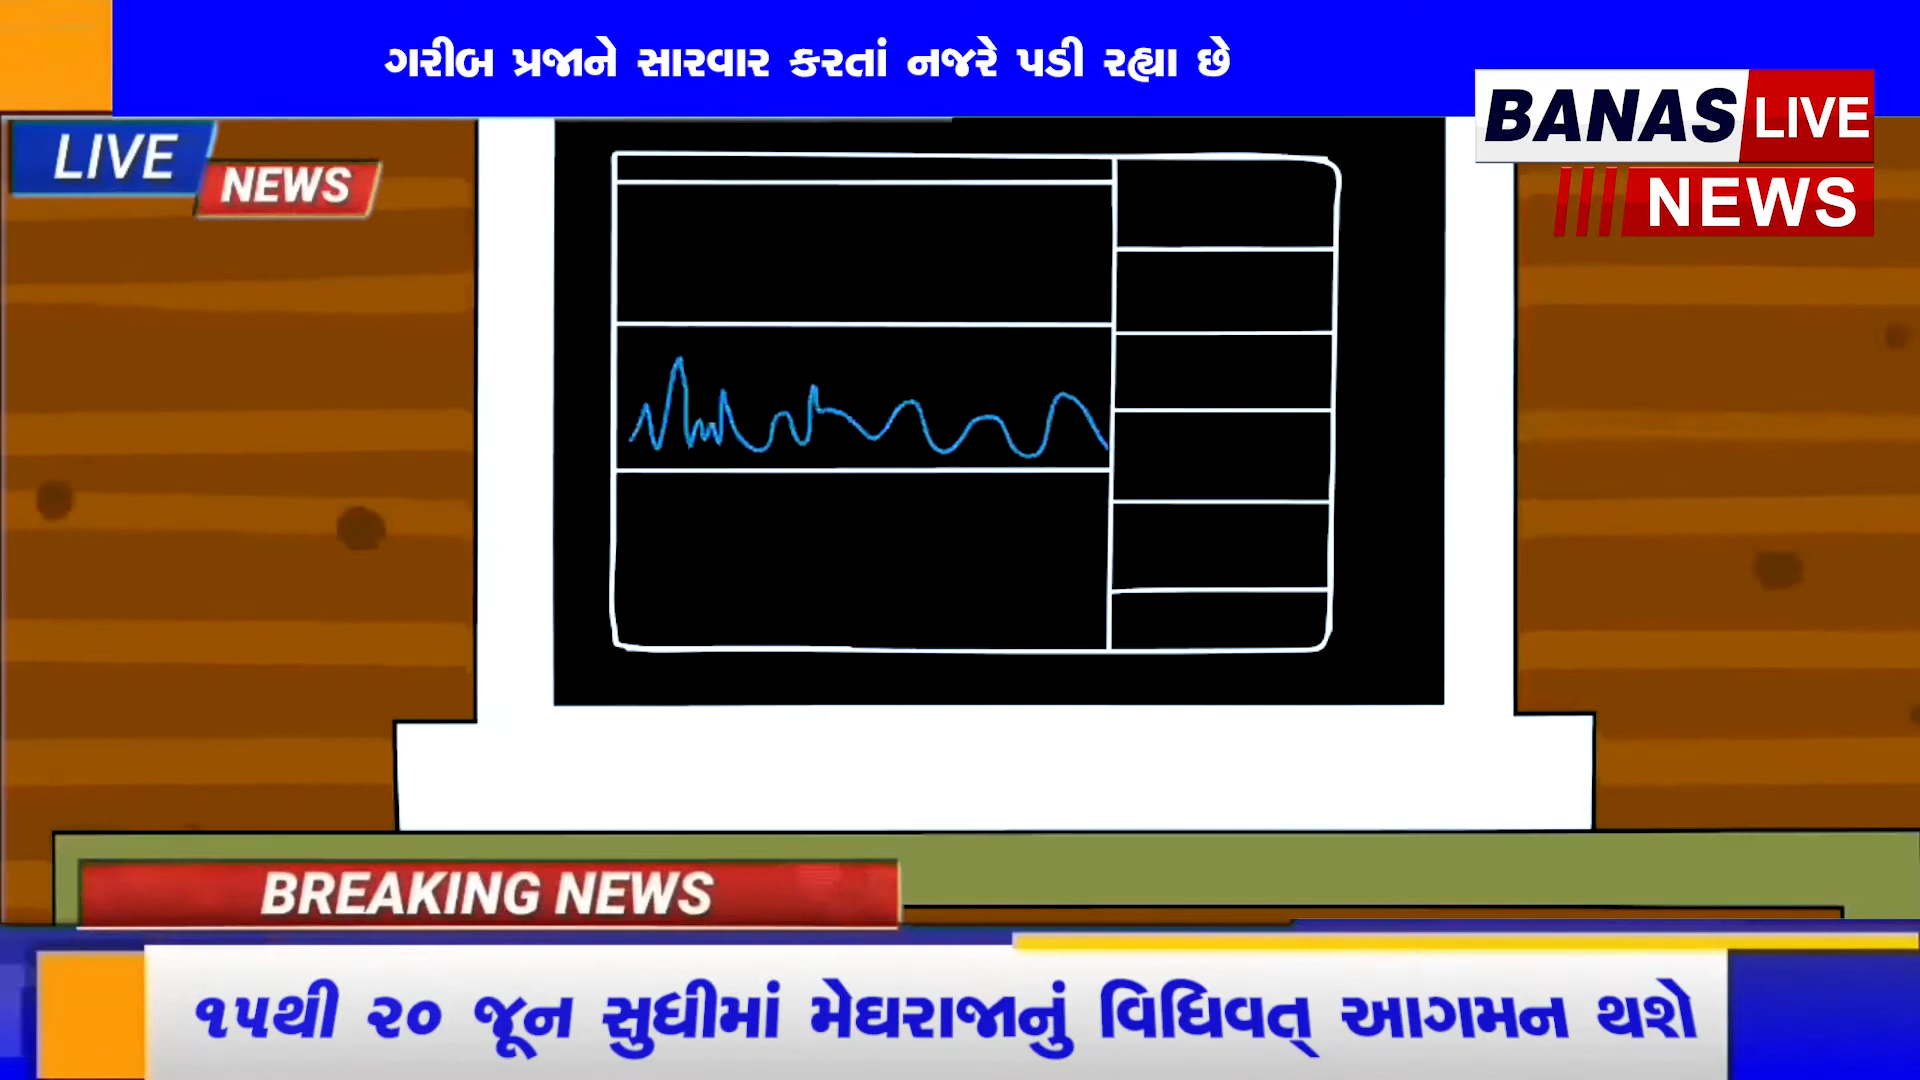 ગરીબ પ્રજાને સારવાર કરતાં નજરે પડી રહ્યા છે
BANAS LIVE
NEWS
LIVE
NEWS
BREAKING NEWS
૧૫થી ૨૦ જૂન સુધીમાં મેઘરાજાનું વિધિવત્ આગમન થશે